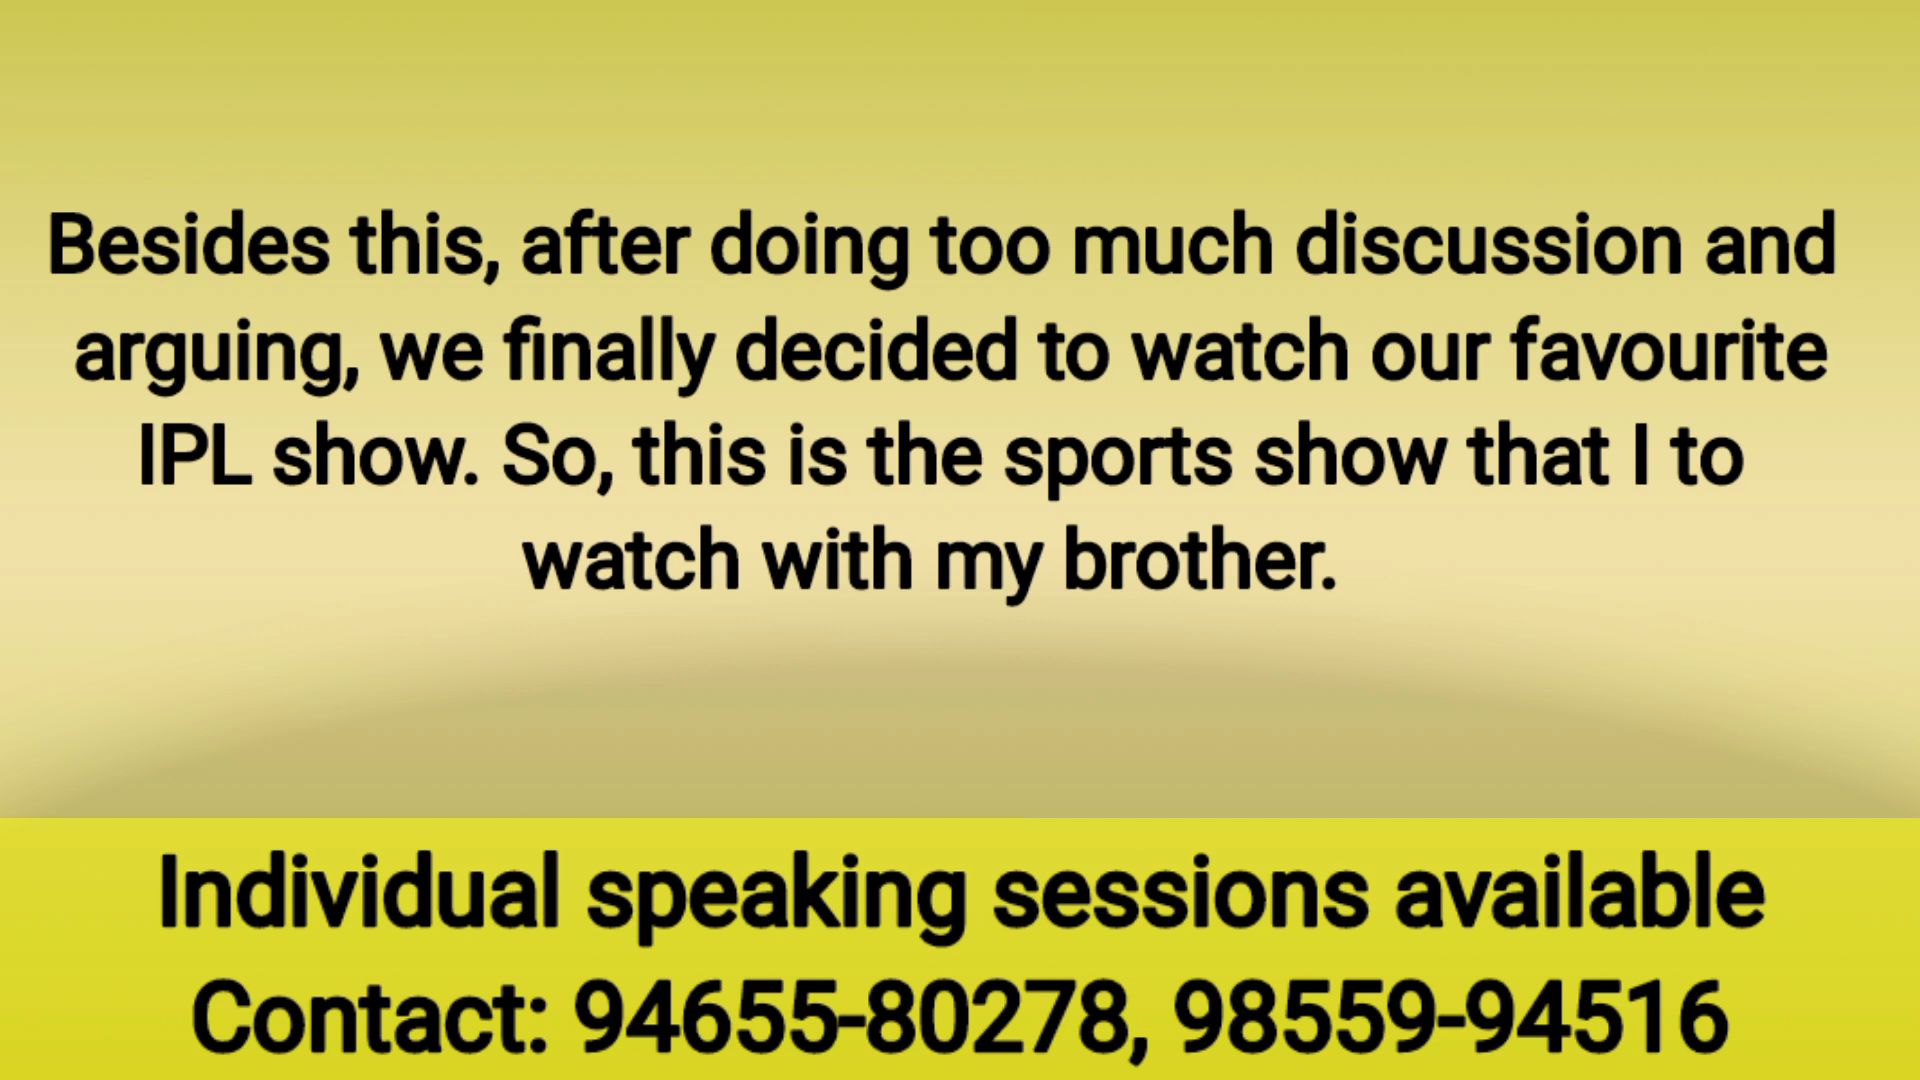 Besides this, after doing too much discussion and
arguing, we finally decided to watch our favourite
IPL show. So, this is the sports show that I to
watch with my brother.
Individual speaking sessions available
Contact: 94655-80278, 98559-94516